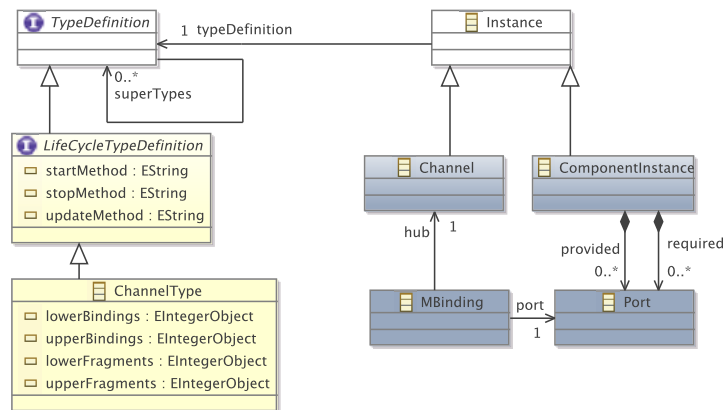 TypeDefinition
1 typeDefinition
Instance
0..*
superTypes
LifeCycleTypeDefinition
startMethod : EString
stopMethod : EString
updateMethod : EString
Channel
ComponentInstance
hub
1
provided
0..*
required
0..*
ChannelType
lowerBindings : EIntegerObject
upperBindings : EIntegerObject
lowerFragments : EIntegerObject
upperFragments : EIntegerObject
MBinding
port
1
Port